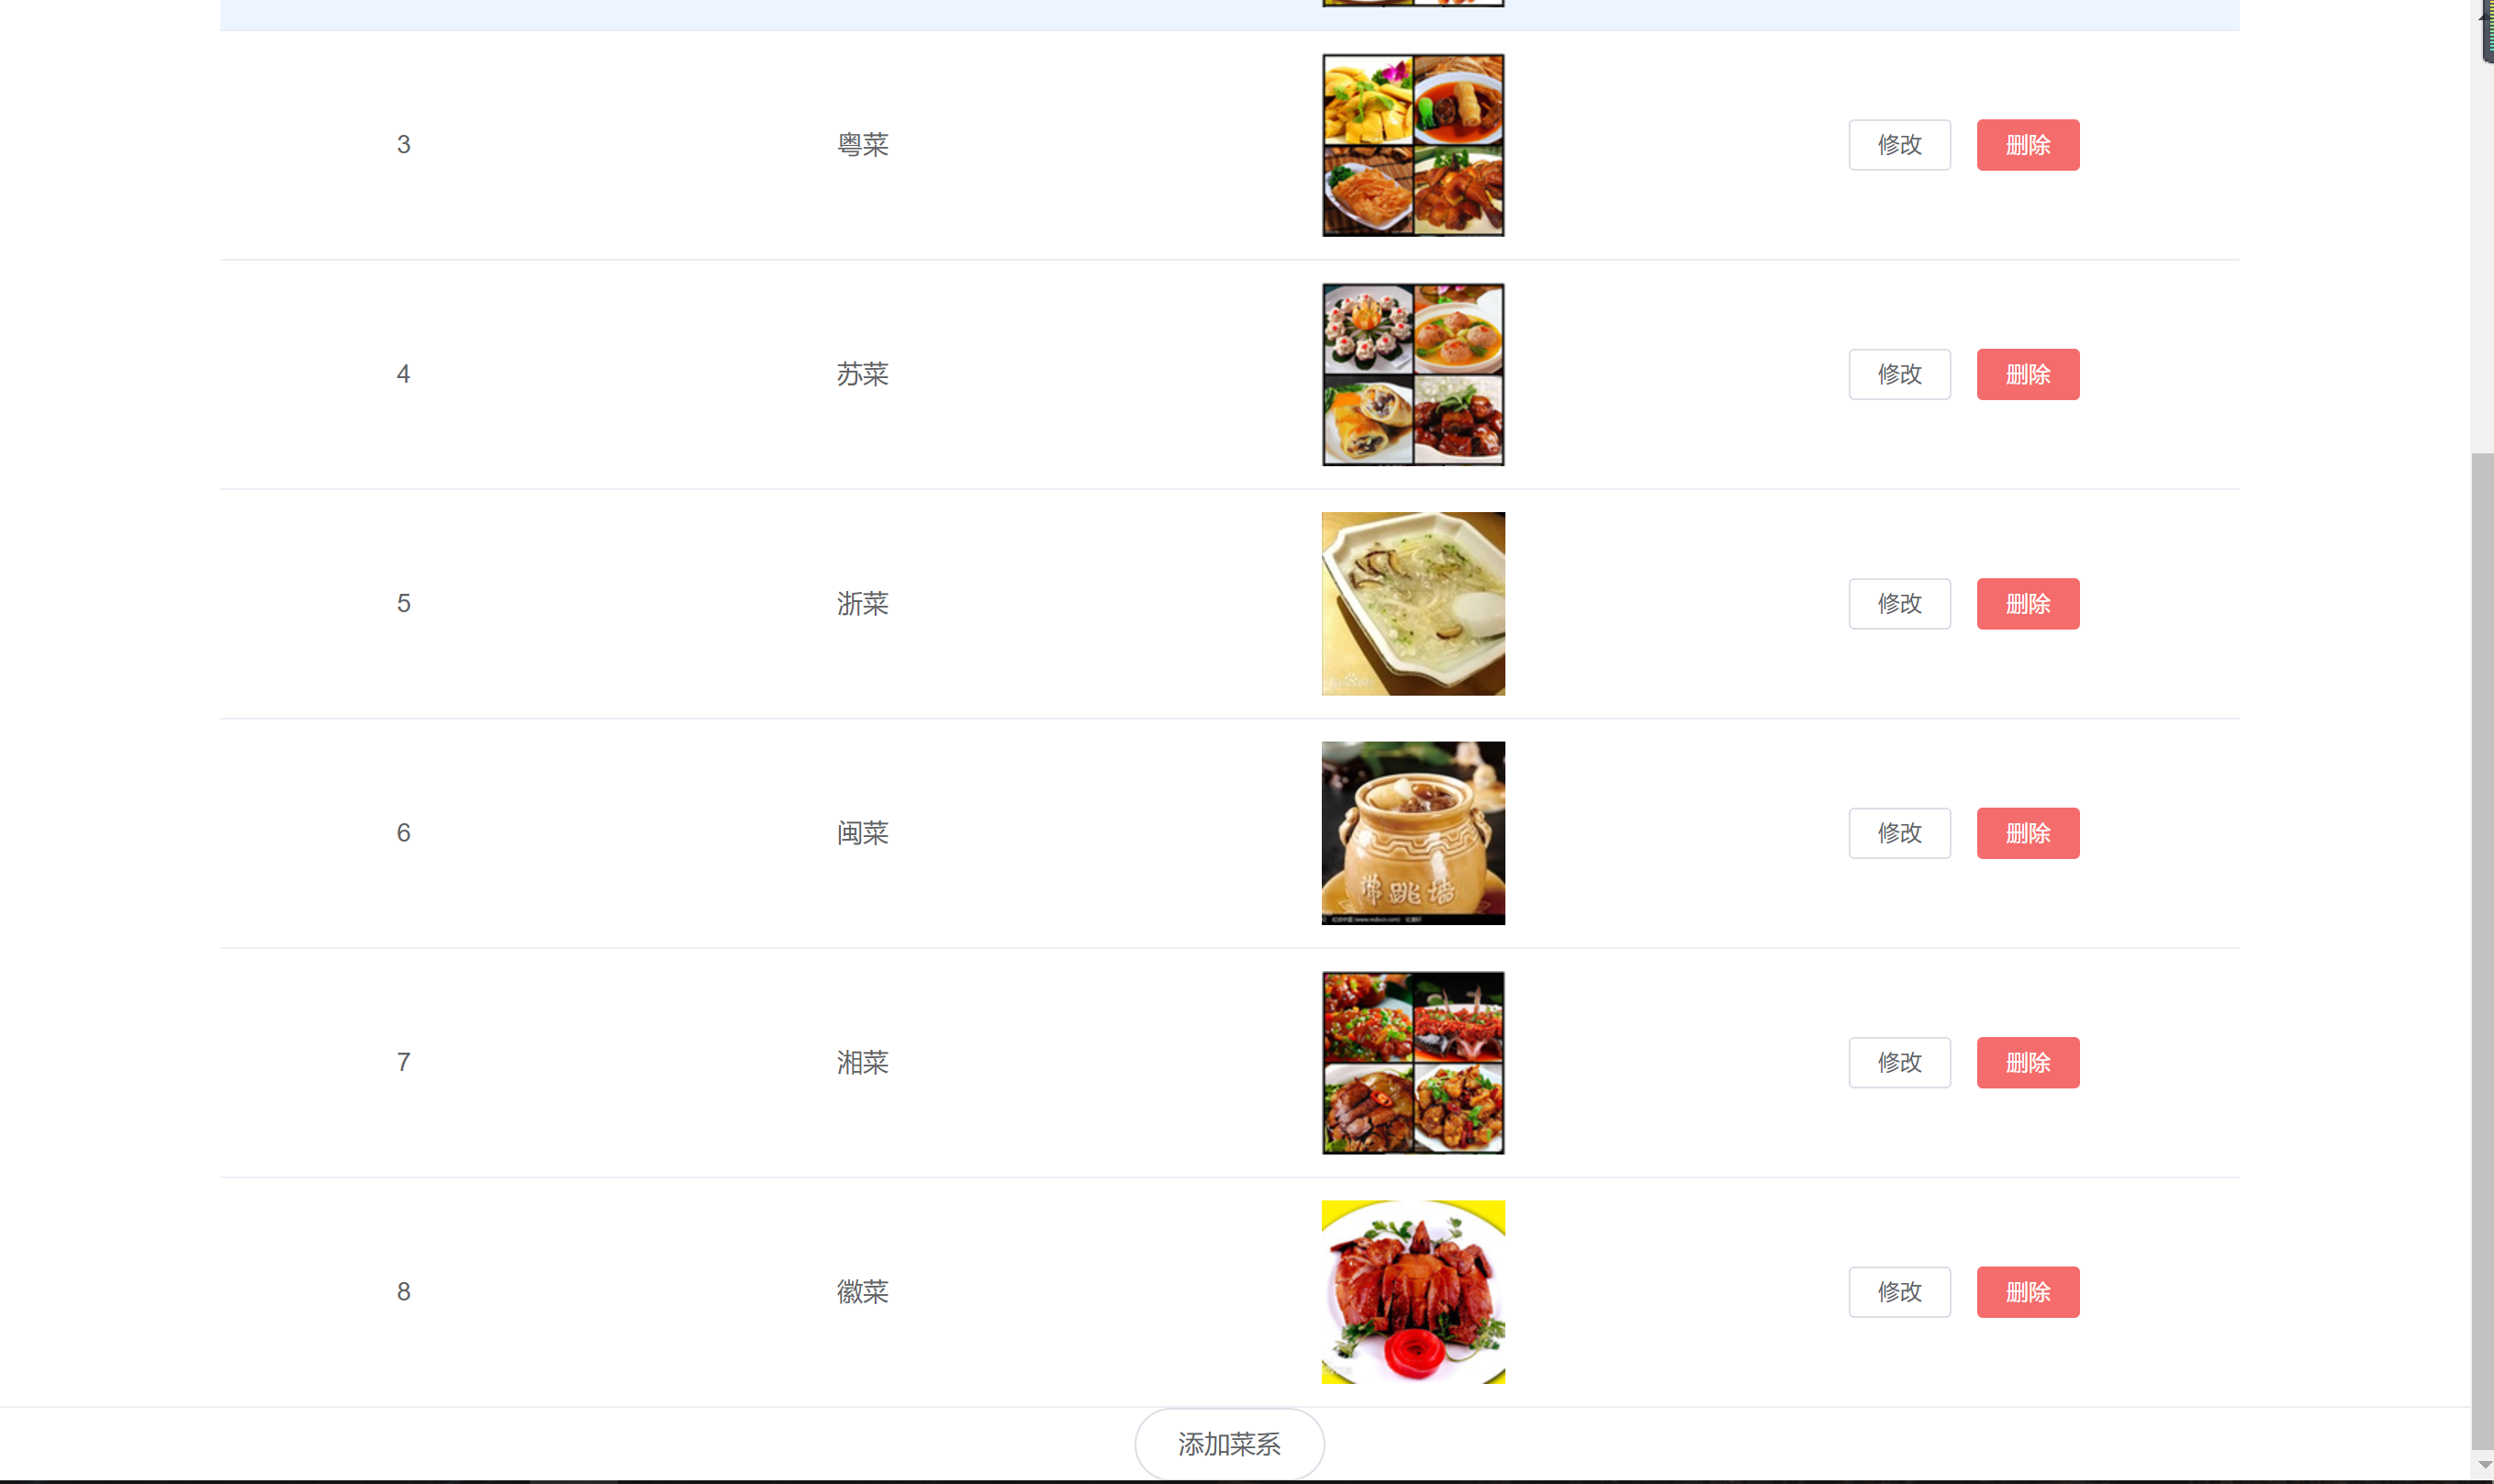 3 粤菜 修改 删除
4 苏菜 修改 删除
5 浙菜 修改 删除
6 闽菜 佛跳墙 修改 删除
7 湘菜 修改 删除
8 徽菜 修改 删除
添加菜系